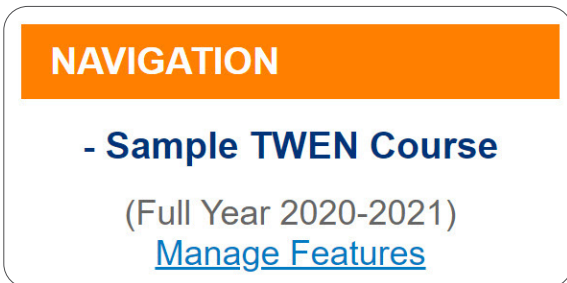 NAVIGATION
- Sample TWEN Course
(Full Year 2020-2021)
Manage Features